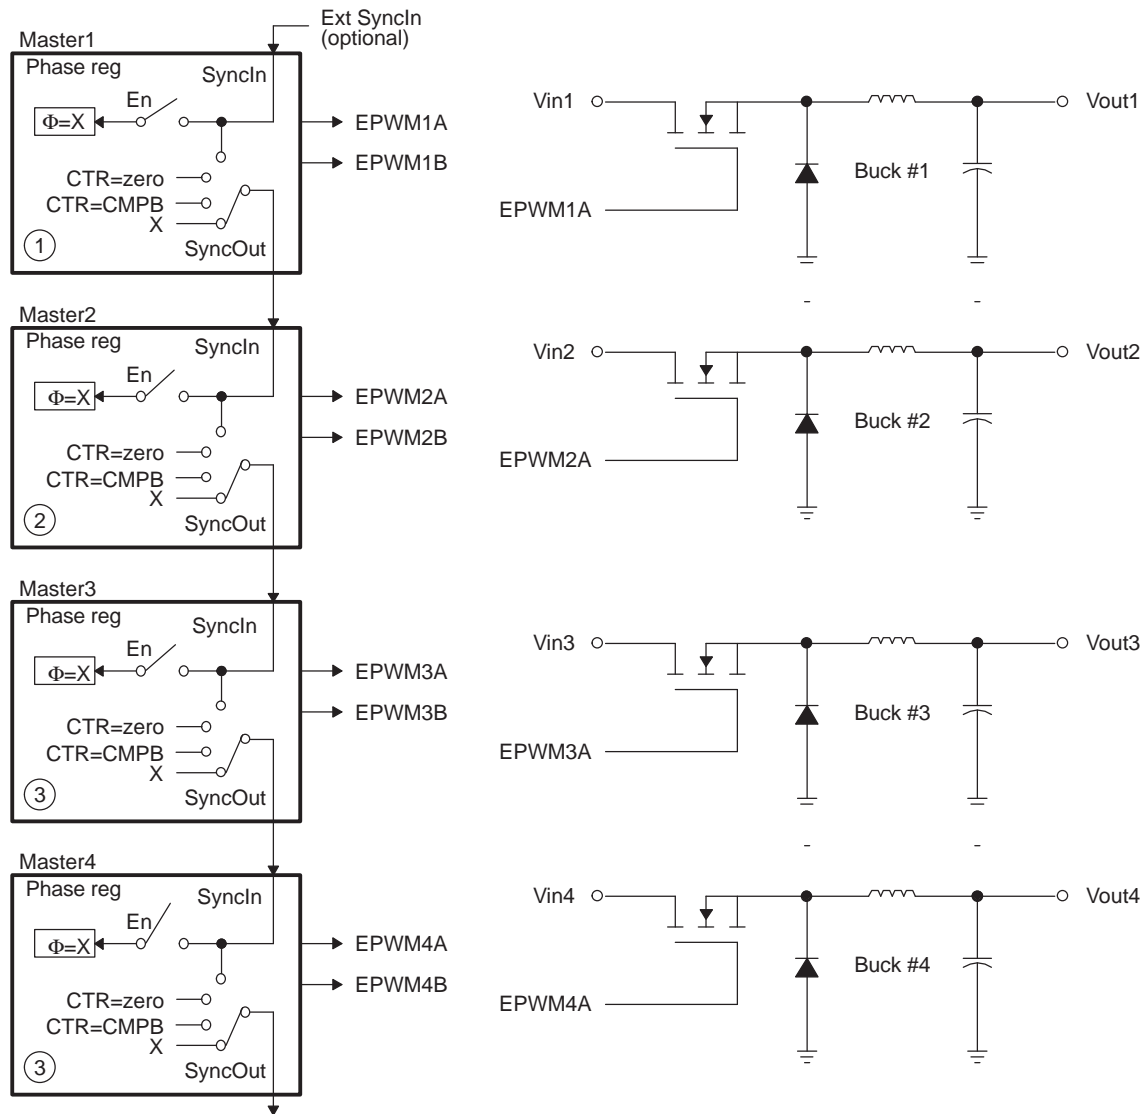 Ext SyncIn
(optional)
Master1
Phase reg
SyncIn
En
Φ=X
EPWM1A
EPWM1B
CTR=zero
CTR=CMPB
X
SyncOut
1
Vin1
Vout1
Buck #1
EPWM1A
Master2
Phase reg
SyncIn
En
Φ=X
EPWM2A
EPWM2B
CTR=zero
CTR=CMPB
X
SyncOut
2
Vin2
Vout2
Buck #2
EPWM2A
Master3
Phase reg
SyncIn
En
Φ=X
EPWM3A
EPWM3B
CTR=zero
CTR=CMPB
X
SyncOut
3
Vin3
Vout3
Buck #3
EPWM3A
Master4
Phase reg
SyncIn
En
Φ=X
EPWM4A
EPWM4B
CTR=zero
CTR=CMPB
X
SyncOut
3
Vin4
Vout4
Buck #4
EPWM4A